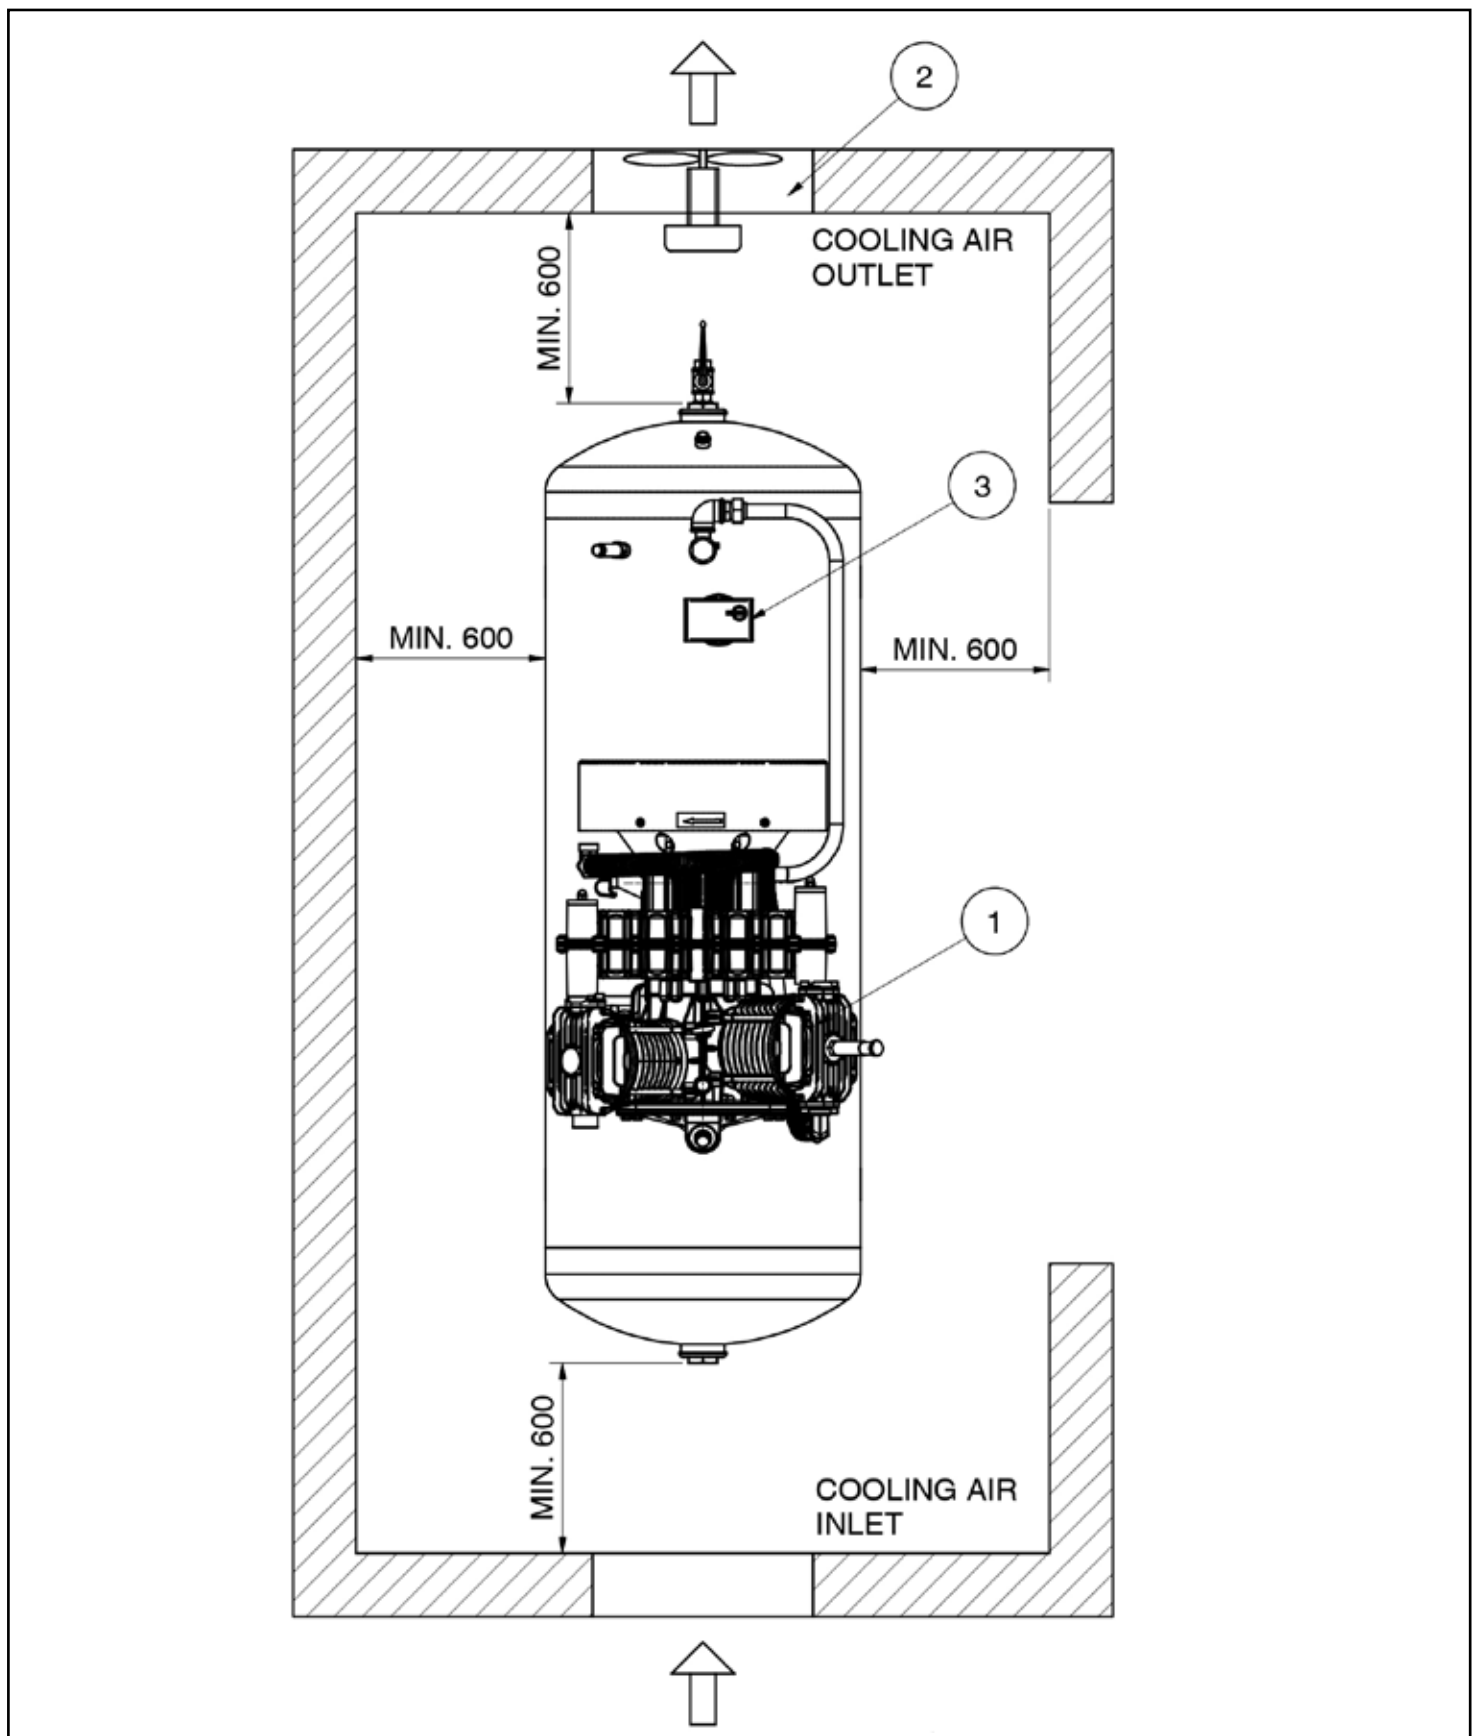 2
COOLING AIR
OUTLET
MIN. 600
3
MIN. 600
MIN. 600
1
MIN. 600
COOLING AIR
INLET